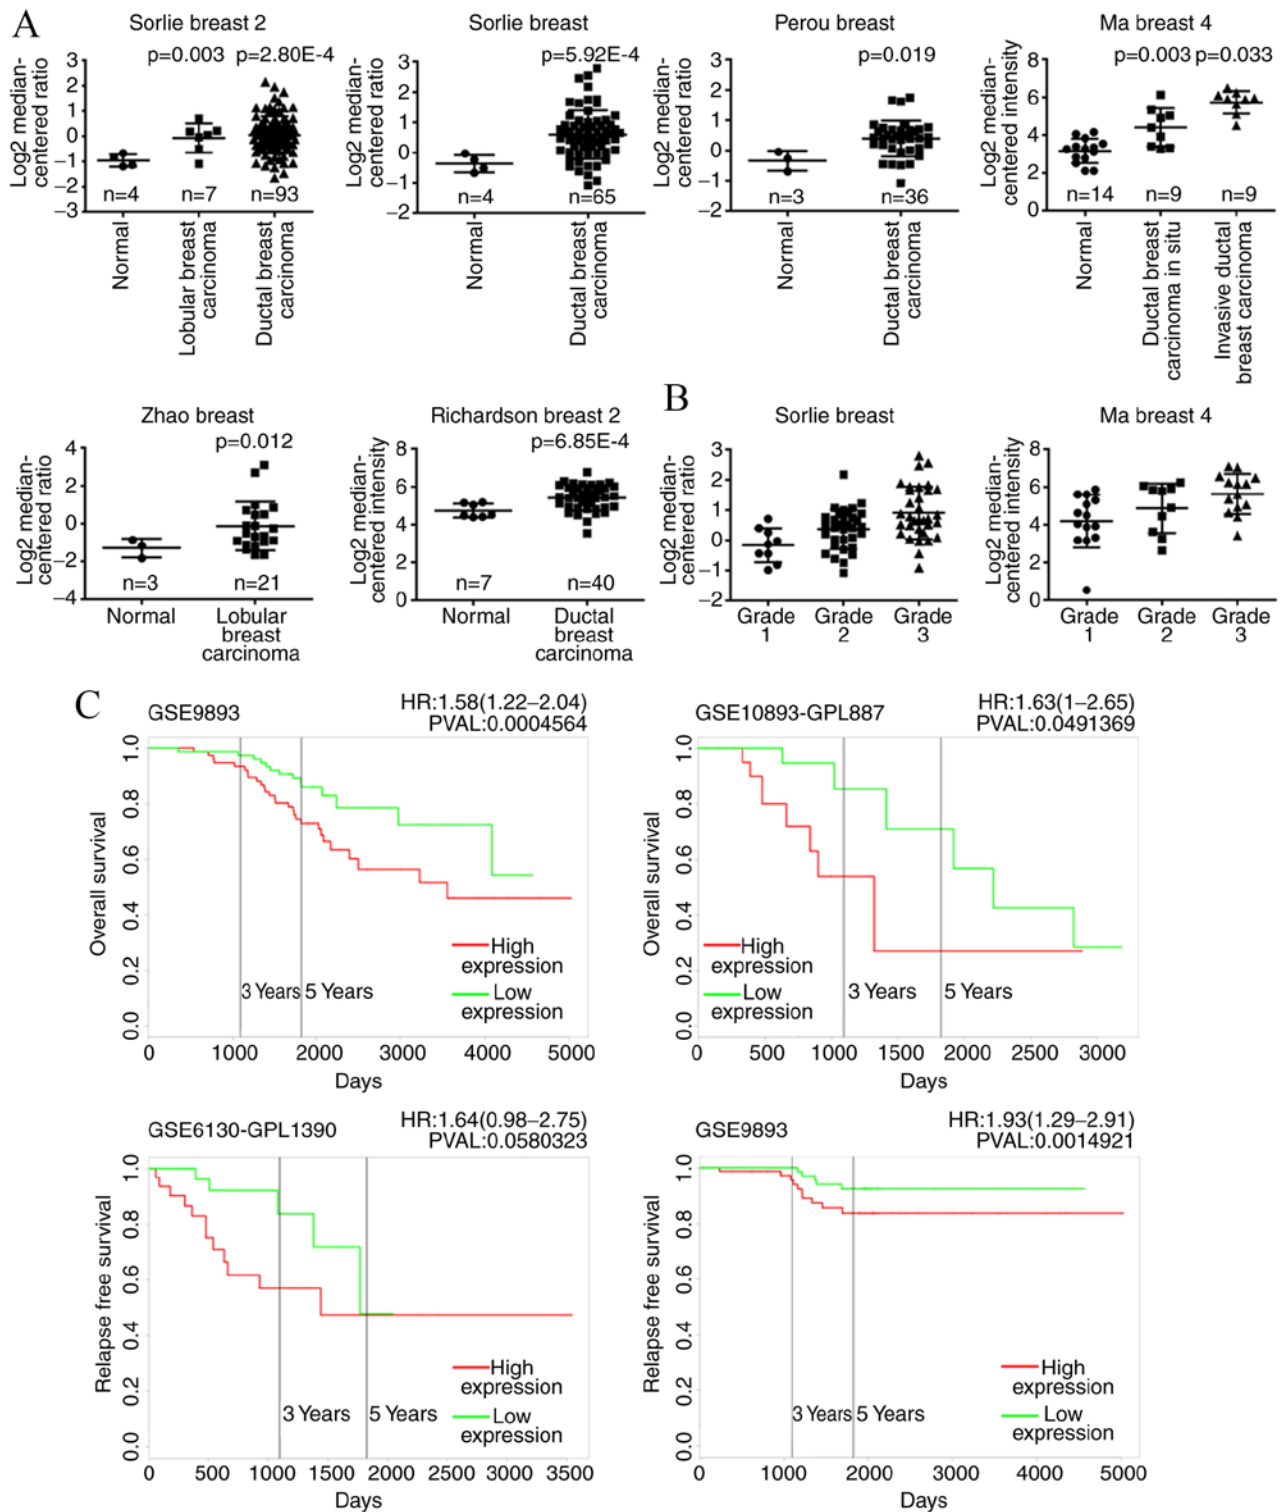 A
Sorlie breast 2
p=0.003 p=2.80E-4
Log2 median-
centered ratio
3
2
1
0
−1
−2
−3
n=4 n=7 n=93
Normal
Lobular breast
carcinoma
Ductal breast
carcinoma
Sorlie breast
p=5.92E-4
Log2 median-
centered ratio
3
2
1
0
−1
−2
n=4 n=65
Normal
Ductal breast
carcinoma
Perou breast
p=0.019
Log2 median-
centered ratio
3
2
1
0
−1
−2
n=3 n=36
Normal
Ductal breast
carcinoma
Ma breast 4
p=0.003 p=0.033
Log2 median-
centered intensity
8
6
4
2
0
n=14 n=9 n=9
Normal
Ductal breast
carcinoma in situ
Invasive ductal
breast carcinoma
Zhao breast
p=0.012
Log2 median-
centered ratio
4
2
0
−2
−4
n=3 n=21
Normal
Lobular
breast
carcinoma
Richardson breast 2
p=6.85E-4
Log2 median-
centered intensity
8
6
4
2
0
n=7 n=40
Normal
Ductal
breast
carcinoma
B
Sorlie breast
Log2 median-
centered ratio
3
2
1
0
−1
−2
Grade
1
Grade
2
Grade
3
Ma breast 4
Log2 median-
centered intensity
8
6
4
2
0
Grade
1
Grade
2
Grade
3
C
GSE9893
HR:1.58(1.22−2.04)
PVAL:0.0004564
Overall survival
1.0
0.8
0.6
0.4
0.2
0.0
High
expression
Low
expression
3 Years
5 Years
0 1000 2000 3000 4000 5000
Days
GSE10893-GPL887
HR:1.63(1−2.65)
PVAL:0.0491369
Overall survival
1.0
0.8
0.6
0.4
0.2
0.0
High
expression
Low
expression
3 Years
5 Years
0 500 1000 1500 2000 2500 3000
Days
GSE6130-GPL1390
HR:1.64(0.98−2.75)
PVAL:0.0580323
Relapse free survival
1.0
0.8
0.6
0.4
0.2
0.0
High
expression
Low
expression
3 Years
5 Years
0 500 1000 1500 2000 2500 3000 3500
Days
GSE9893
HR:1.93(1.29−2.91)
PVAL:0.0014921
Relapse free survival
1.0
0.8
0.6
0.4
0.2
0.0
High
expression
Low
expression
3 Years
5 Years
0 1000 2000 3000 4000 5000
Days